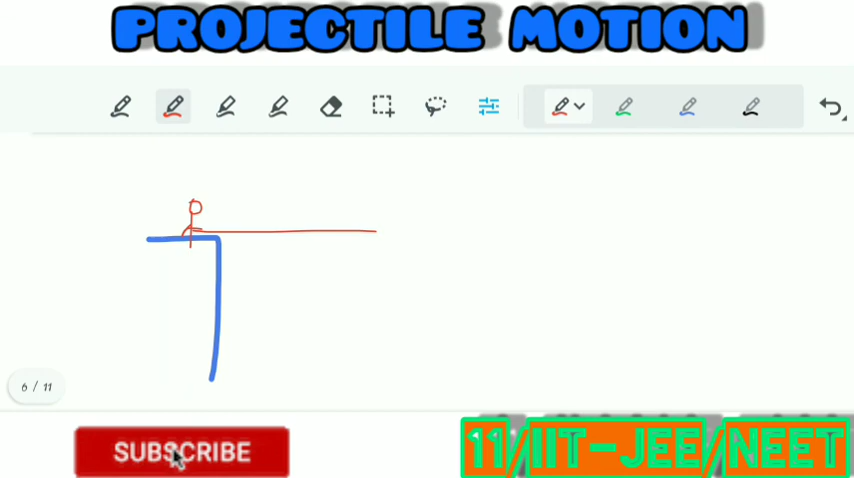 PROJECTILE MOTION
6 / 11
SUBSCRIBE
11/IIT-JEE/NEET